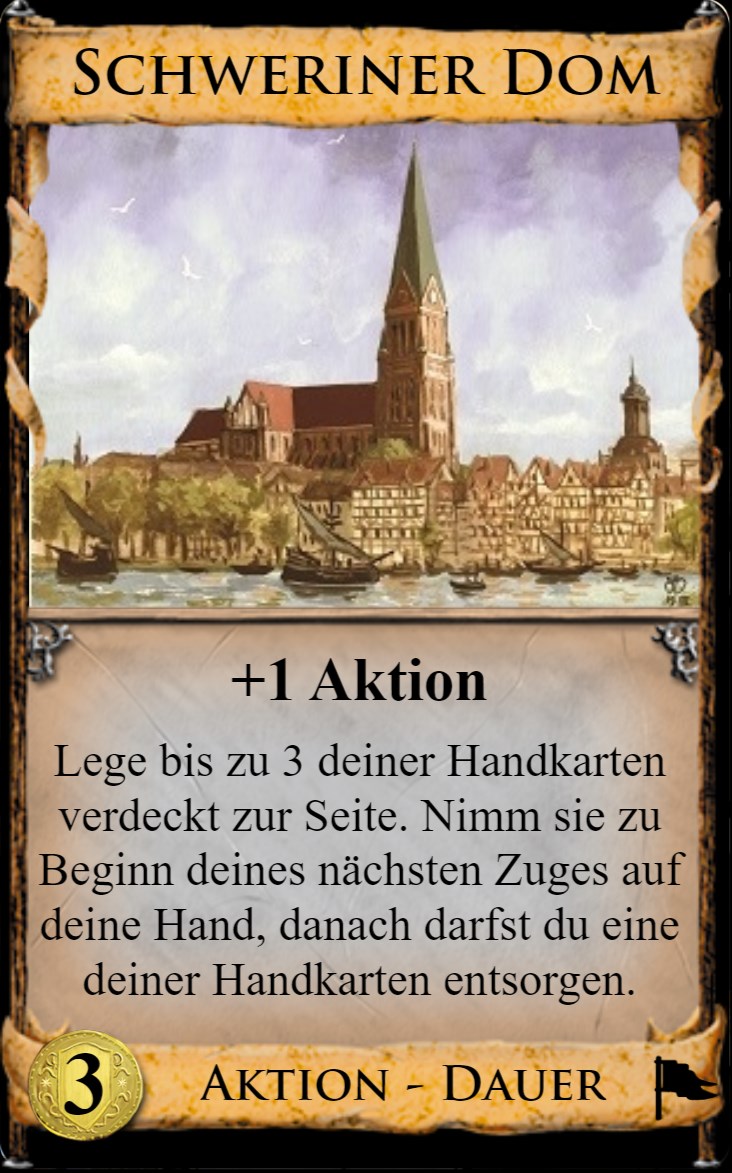 Schweriner Dom
+1 Aktion
Lege bis zu 3 deiner Handkarten
verdeckt zur Seite. Nimm sie zu
Beginn deines nächsten Zuges auf
deine Hand, danach darfst du eine
deiner Handkarten entsorgen.
3
Aktion - Dauer